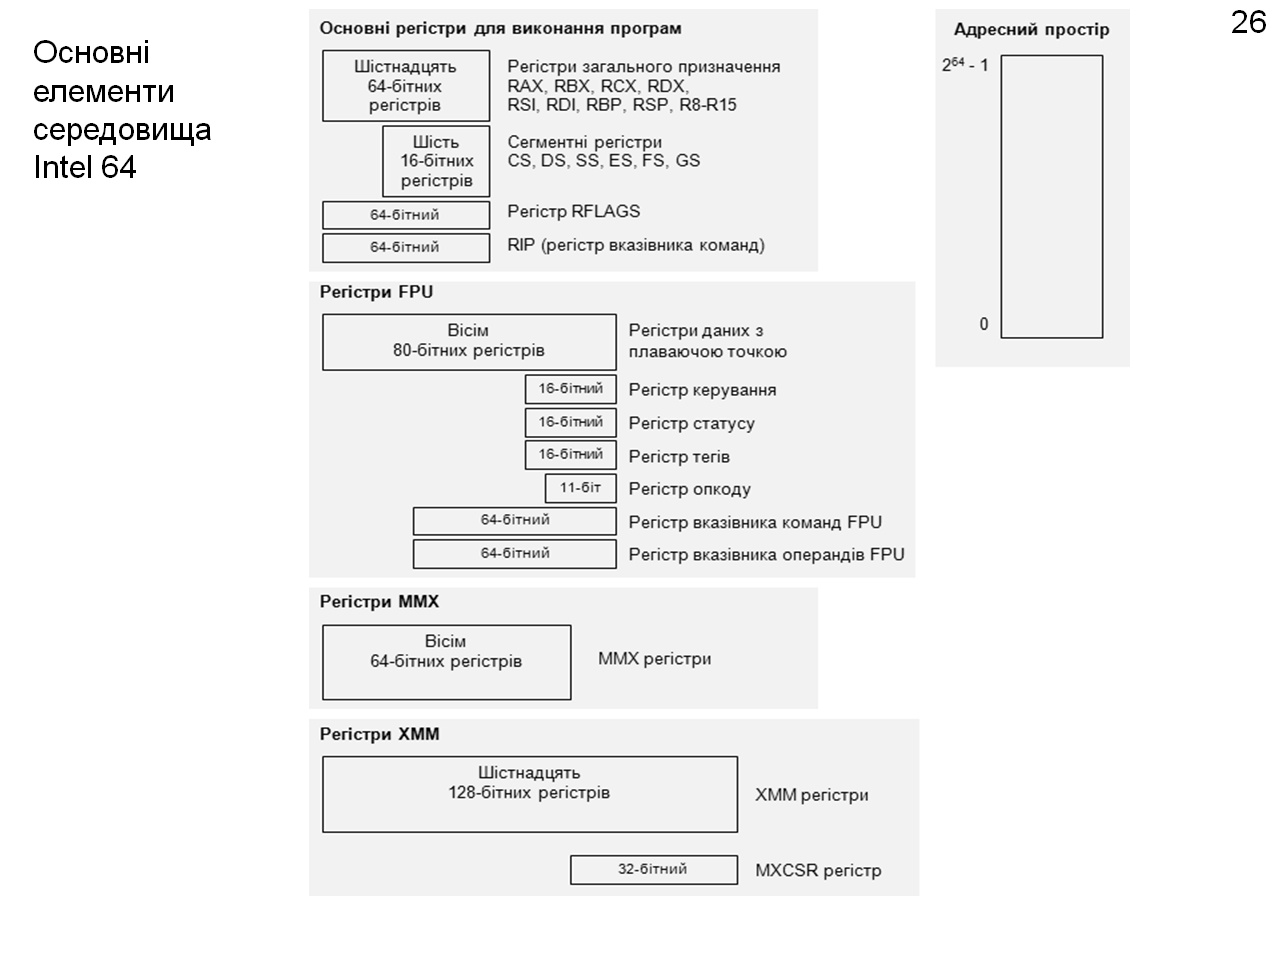 26
Основні
елементи
середовища
Intel 64
Основні регістри для виконання програм
Шістнадцять
64-бітних
регістрів
Регістри загального призначення
RAX, RBX, RCX, RDX,
RSI, RDI, RBP, RSP, R8-R15
Шість
16-бітних
регістрів
Сегментні регістри
CS, DS, SS, ES, FS, GS
64-бітний
Регістр RFLAGS
64-бітний
RIP (регістр вказівника команд)
Адресний простір
2⁶⁴ - 1
0
Регістри FPU
Вісім
80-бітних регістрів
Регістри даних з
плаваючою точкою
16-бітний
Регістр керування
16-бітний
Регістр статусу
16-бітний
Регістр тегів
11-біт
Регістр опкоду
64-бітний
Регістр вказівника команд FPU
64-бітний
Регістр вказівника операндів FPU
Регістри MMX
Вісім
64-бітних регістрів
MMX регістри
Регістри XMM
Шістнадцять
128-бітних регістрів
XMM регістри
32-бітний
MXCSR регістр